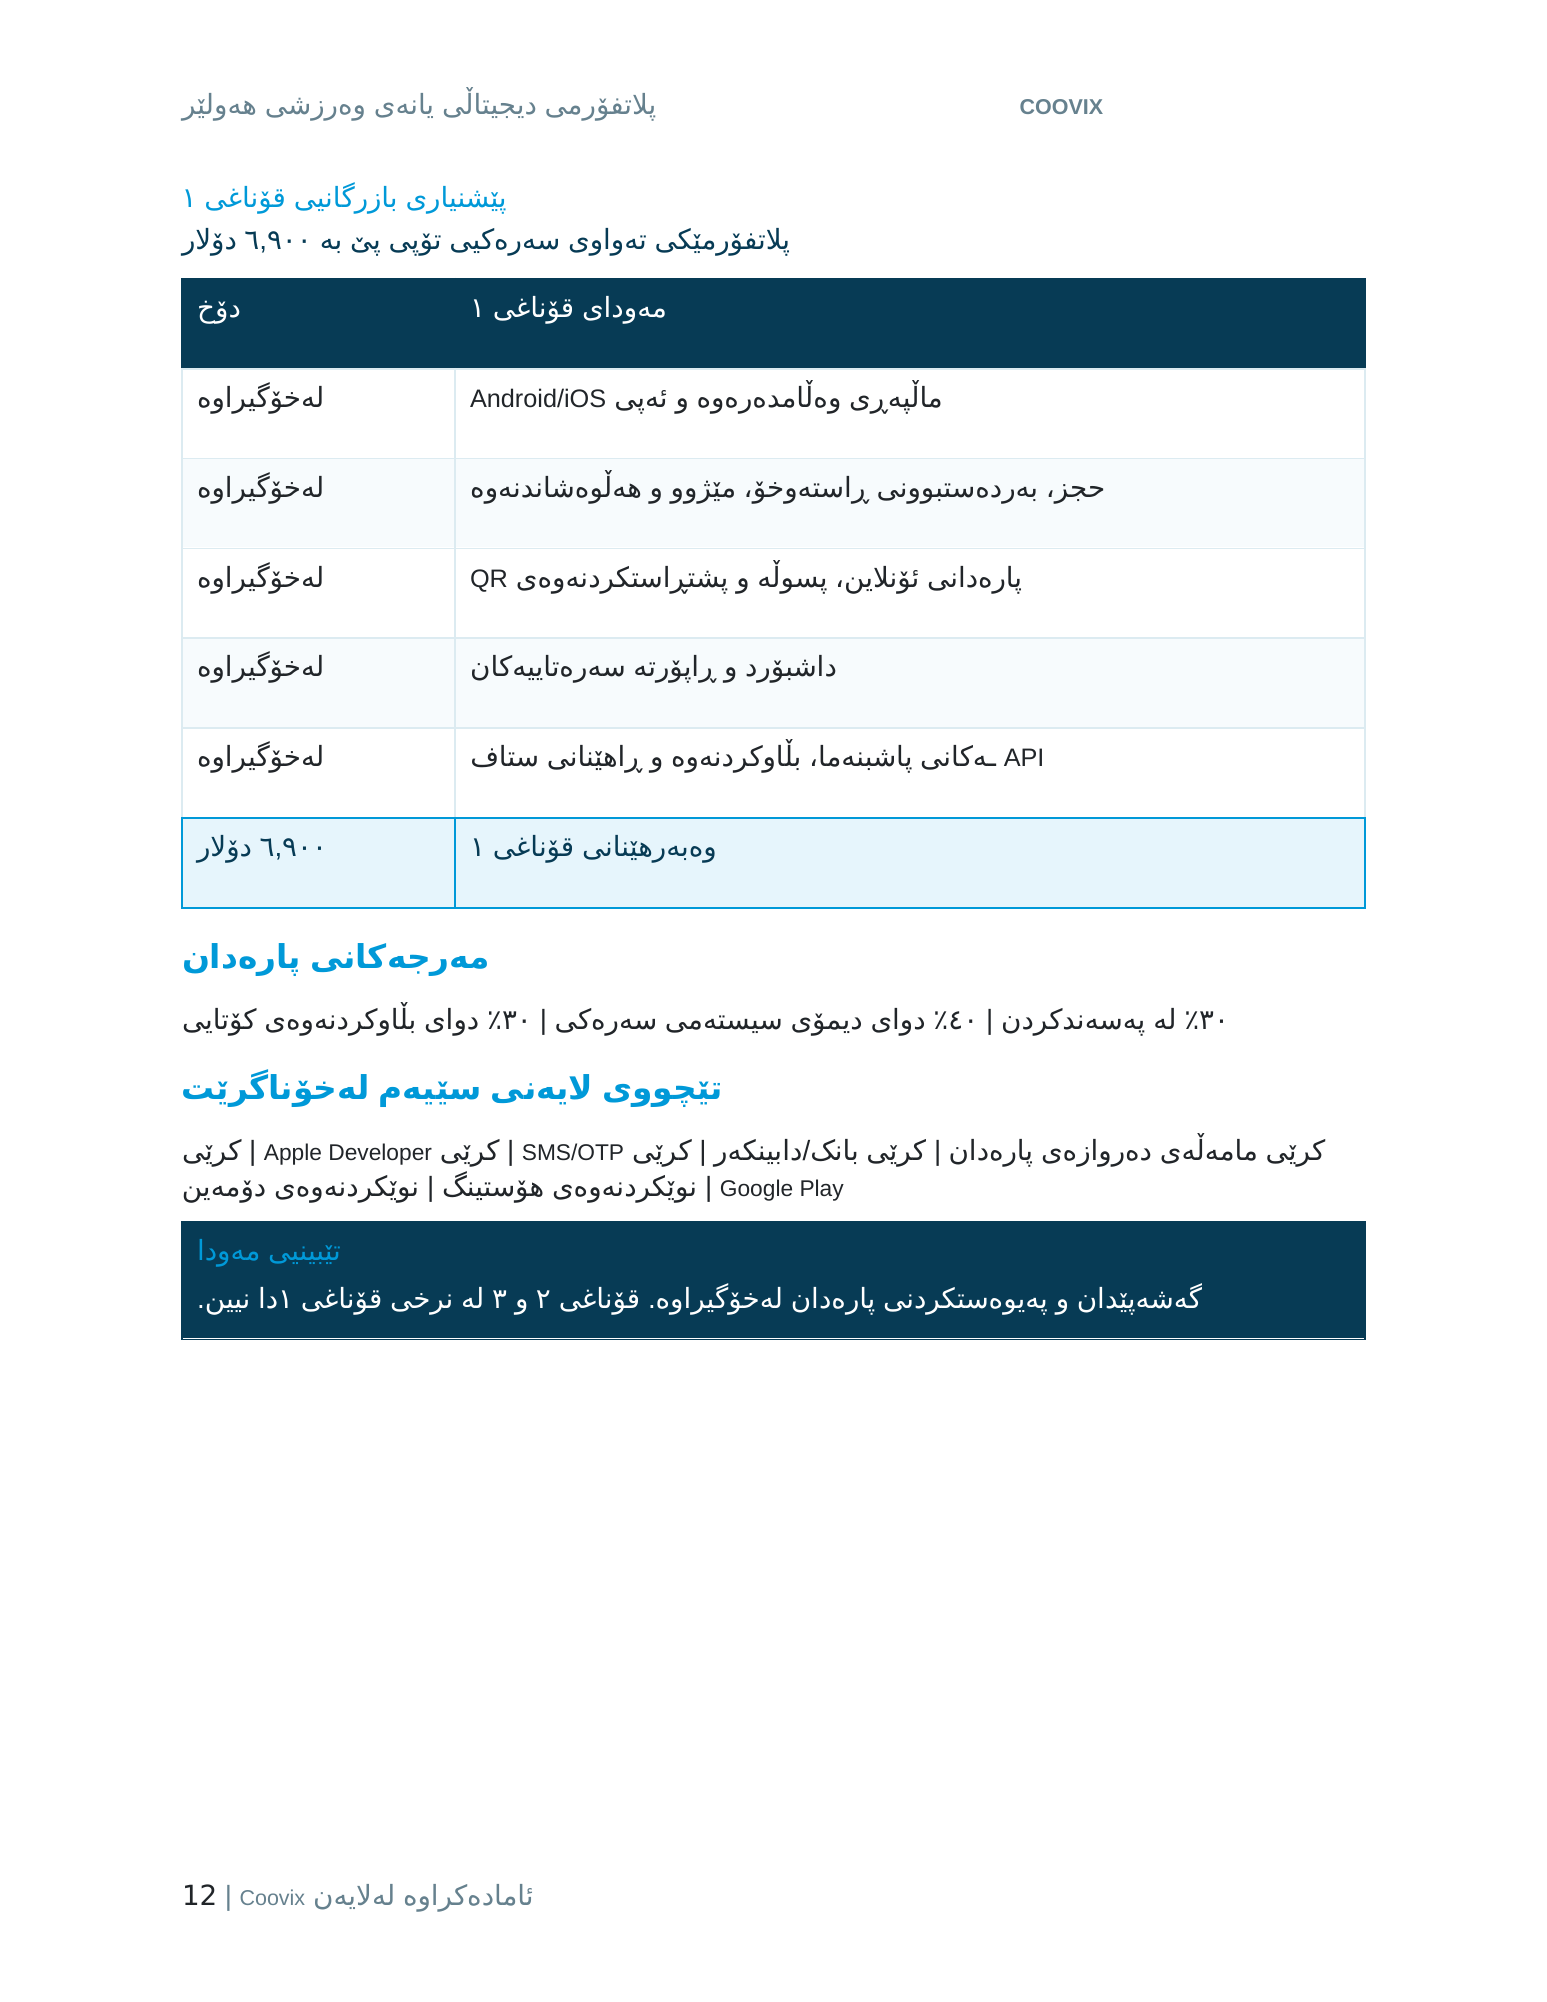 COOVIX
پلاتفۆرمی دیجیتاڵی یانەی وەرزشی هەولێر
پێشنیاری بازرگانیی قۆناغی ١
پلاتفۆرمێکی تەواوی سەرەکیی تۆپی پێ بە ٦,٩٠٠ دۆلار
مەودای قۆناغی ١
دۆخ
ماڵپەڕی وەڵامدەرەوە و ئەپی Android/iOS
لەخۆگیراوە
حجز، بەردەستبوونی ڕاستەوخۆ، مێژوو و هەڵوەشاندنەوە
لەخۆگیراوە
پارەدانی ئۆنلاین، پسوڵە و پشتڕاستکردنەوەی QR
لەخۆگیراوە
داشبۆرد و ڕاپۆرتە سەرەتاییەکان
لەخۆگیراوە
API ـەکانی پاشبنەما، بڵاوکردنەوە و ڕاهێنانی ستاف
لەخۆگیراوە
وەبەرهێنانی قۆناغی ١
٦,٩٠٠ دۆلار
مەرجەکانی پارەدان
٣٠٪ لە پەسەندکردن | ٤٠٪ دوای دیمۆی سیستەمی سەرەکی | ٣٠٪ دوای بڵاوکردنەوەی کۆتایی
تێچووی لایەنی سێیەم لەخۆناگرێت
کرێی مامەڵەی دەروازەی پارەدان | کرێی بانک/دابینکەر | کرێی SMS/OTP | کرێی Apple Developer | کرێی
Google Play | نوێکردنەوەی هۆستینگ | نوێکردنەوەی دۆمەین
تێبینیی مەودا
گەشەپێدان و پەیوەستکردنی پارەدان لەخۆگیراوە. قۆناغی ٢ و ٣ لە نرخی قۆناغی ١دا نیین.
ئامادەکراوە لەلایەن Coovix | 12